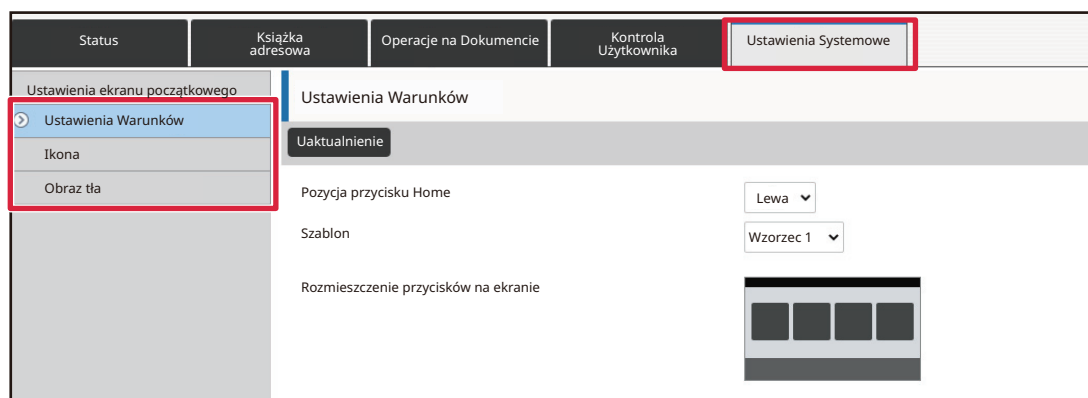 Status
Książka
adresowa
Operacje na Dokumencie
Kontrola
Użytkownika
Ustawienia Systemowe
Ustawienia ekranu początkowego
Ustawienia Warunków
Ikona
Obraz tła
Ustawienia Warunków
Uaktualnienie
Pozycja przycisku Home
Lewa
Szablon
Wzorzec 1
Rozmieszczenie przycisków na ekranie